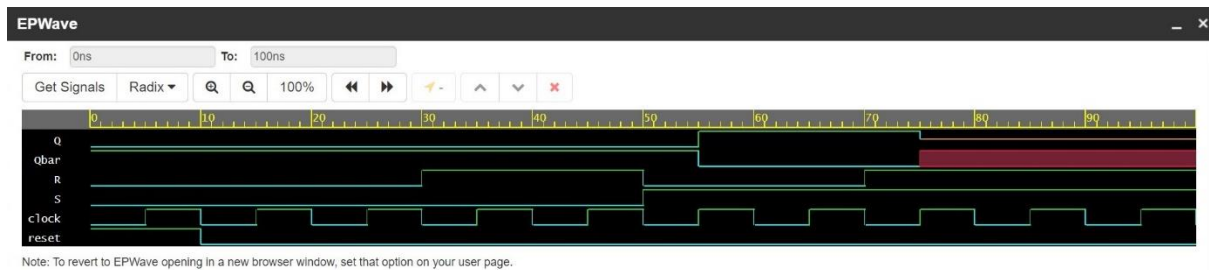 EPWave
From: 0ns To: 100ns
Get Signals Radix 100% -
0 10 20 30 40 50 60 70 80 90
Q
Qbar
R
S
clock
reset
Note: To revert to EPWave opening in a new browser window, set that option on your user page.